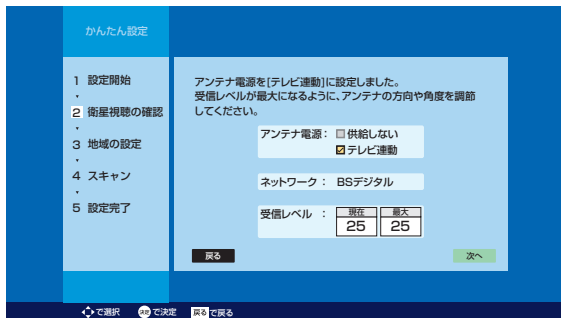 かんたん設定
1 設定開始
2 衛星視聴の確認
3 地域の設定
4 スキャン
5 設定完了
アンテナ電源を[テレビ連動]に設定しました。
受信レベルが最大になるように、アンテナの方向や角度を調節
してください。
アンテナ電源： 供給しない
テレビ連動
ネットワーク： BSデジタル
受信レベル ： 現在 最大
25 25
戻る 次へ
で選択 決定 で決定 戻る で戻る